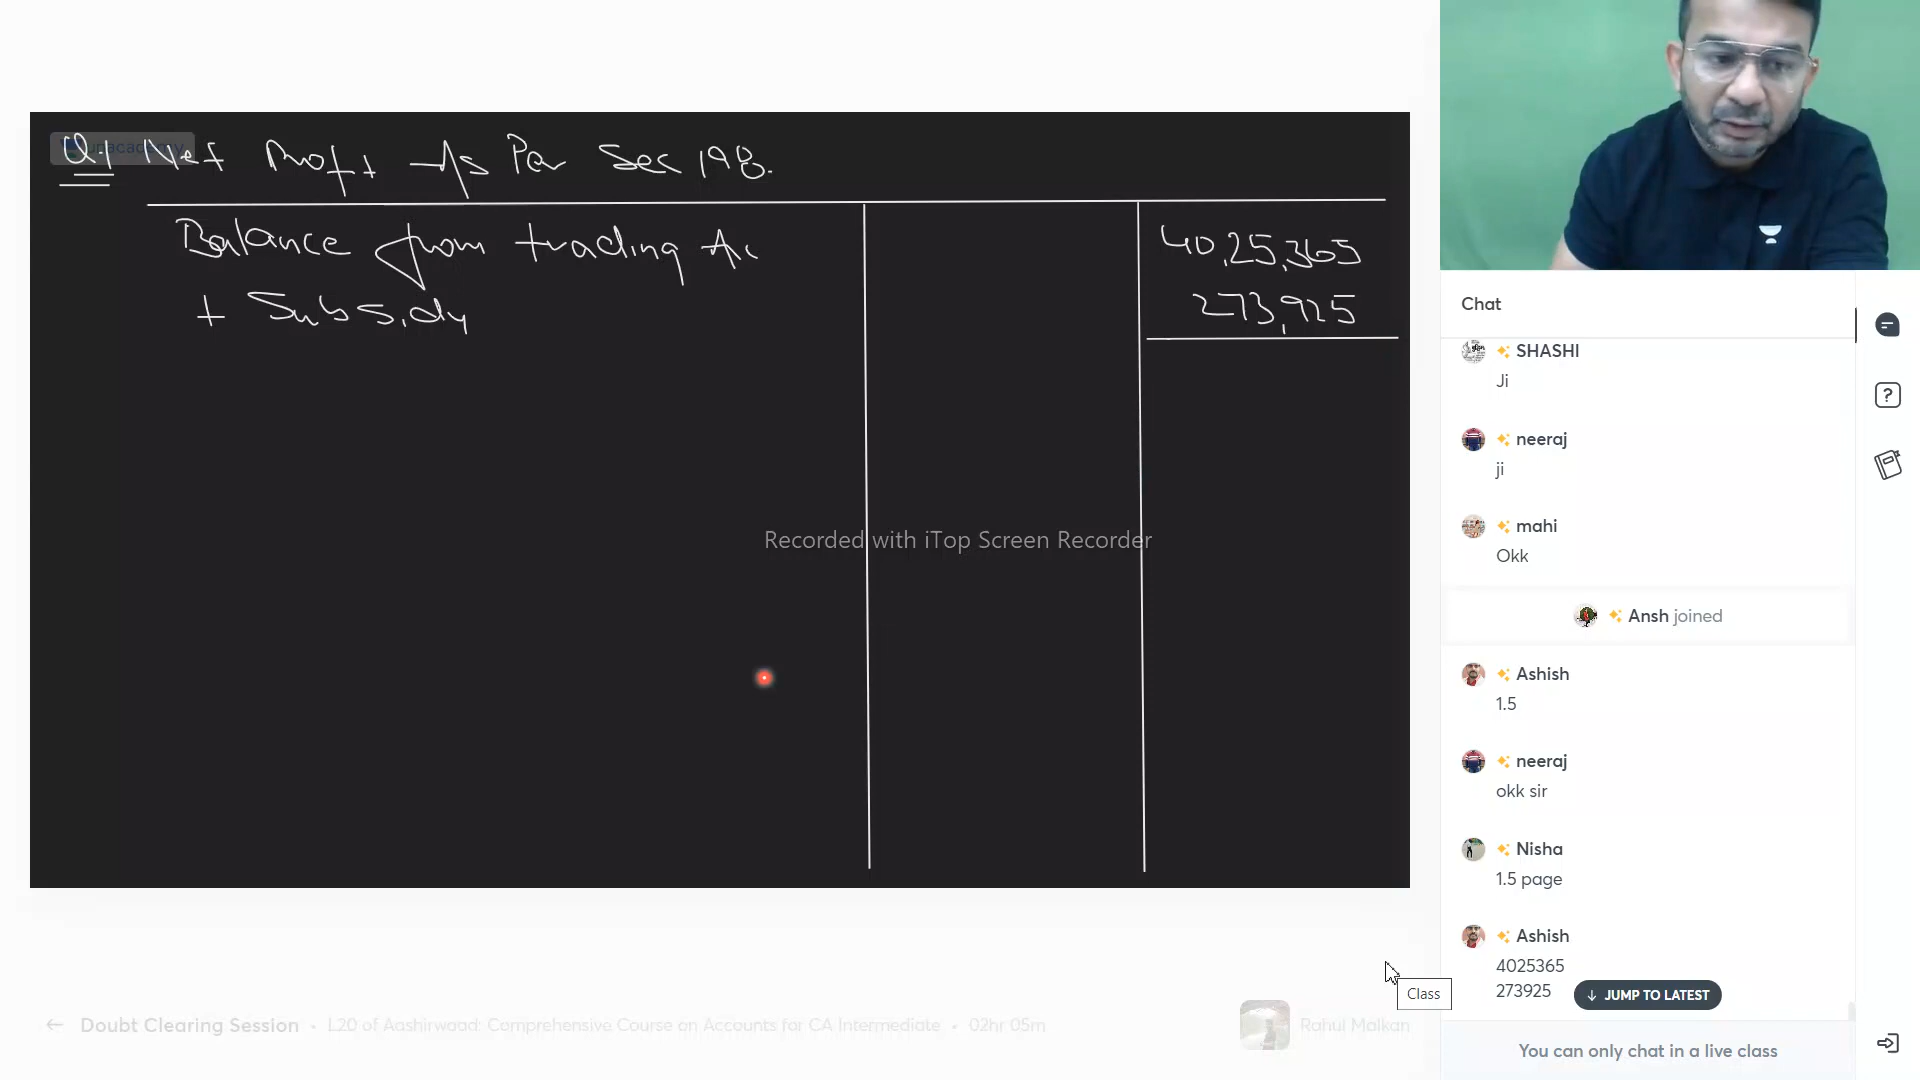 unacademy
Q.1 Net Profit A/s Per Sec 198.
Balance from trading A/c 40,25,365
+ Subsidy 273,925
Recorded with iTop Screen Recorder
Chat
SHASHI
Ji
neeraj
ji
mahi
Okk
Ansh joined
Ashish
1.5
neeraj
okk sir
Nisha
1.5 page
Ashish
4025365
273925
JUMP TO LATEST
Class
You can only chat in a live class
Doubt Clearing Session • L20 of Aashirwaad: Comprehensive Course on Accounts for CA Intermediate • 02hr 05m
Rahul Malkan